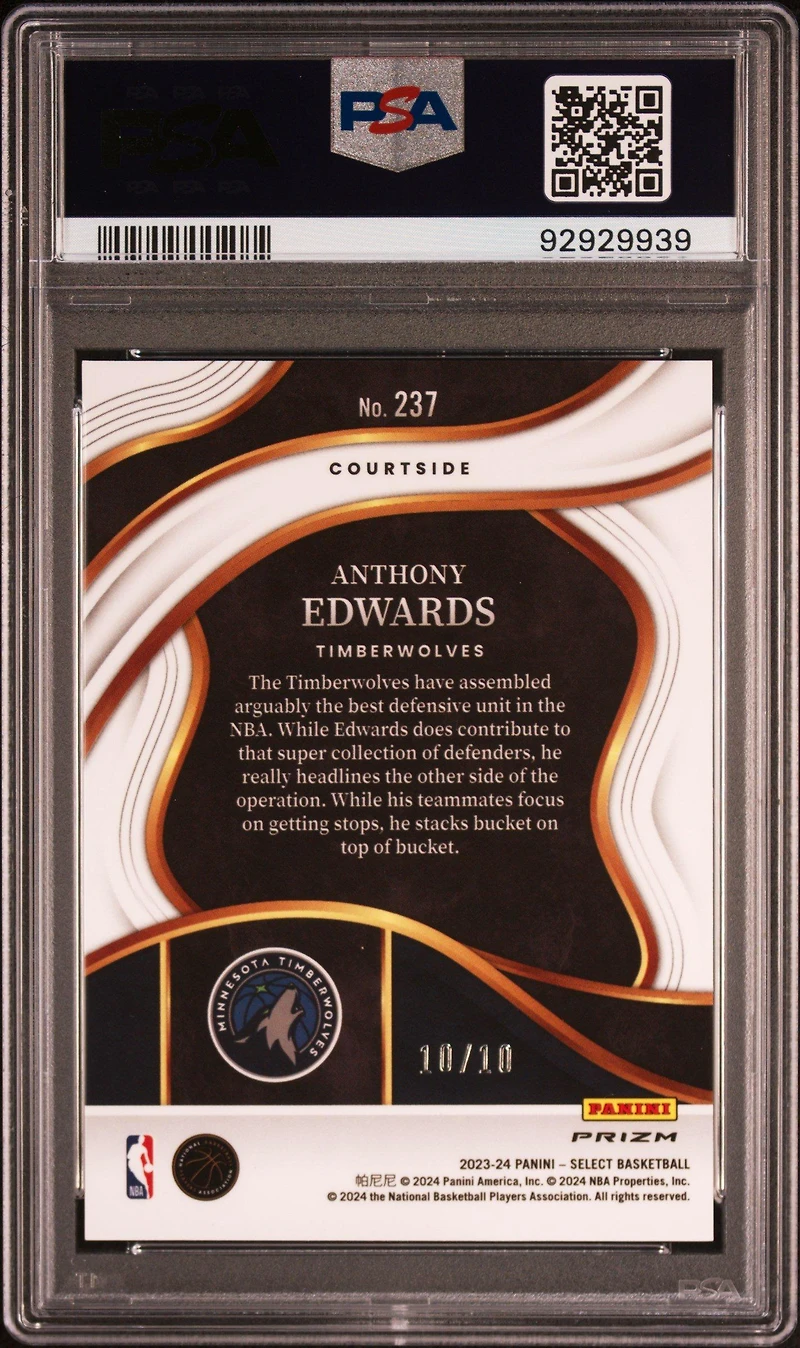 PSA
92929939
No. 237
COURTSIDE
ANTHONY
EDWARDS
TIMBERWOLVES
The Timberwolves have assembled
arguably the best defensive unit in the
NBA. While Edwards does contribute to
that super collection of defenders, he
really headlines the other side of the
operation. While his teammates focus
on getting stops, he stacks bucket on
top of bucket.
MINNESOTA TIMBERWOLVES
10/10
PANINI
PRIZM
NBA
2023-24 PANINI – SELECT BASKETBALL
帕尼尼 © 2024 Panini America, Inc. © 2024 NBA Properties, Inc.
© 2024 the National Basketball Players Association. All rights reserved.
PSA